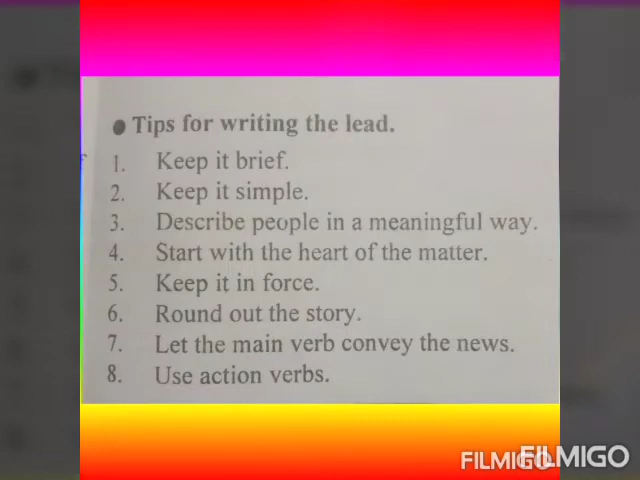 ● Tips for writing the lead.
1. Keep it brief.
2. Keep it simple.
3. Describe people in a meaningful way.
4. Start with the heart of the matter.
5. Keep it in force.
6. Round out the story.
7. Let the main verb convey the news.
8. Use action verbs.
FILMIGO FILMIGO